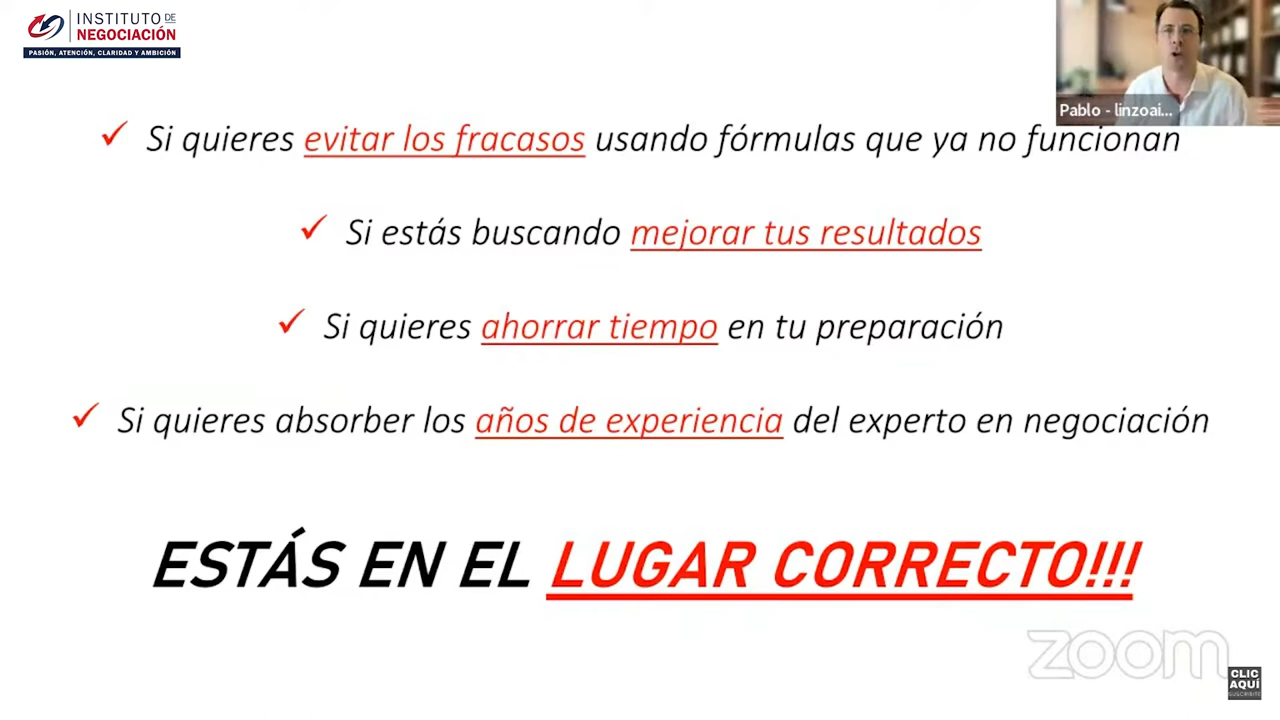 INSTITUTO DE
NEGOCIACIÓN
PASIÓN, ATENCIÓN, CLARIDAD Y AMBICIÓN
Pablo - linzoai...
✓ Si quieres evitar los fracasos usando fórmulas que ya no funcionan
✓ Si estás buscando mejorar tus resultados
✓ Si quieres ahorrar tiempo en tu preparación
✓ Si quieres absorber los años de experiencia del experto en negociación
ESTÁS EN EL LUGAR CORRECTO!!!
zoom
CLIC
AQUÍ
SUSCRIBITE